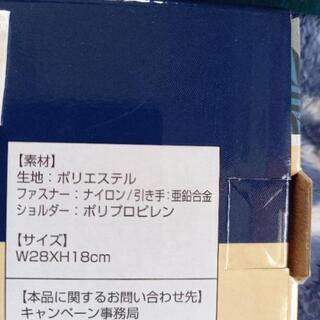 【素材】
生地：ポリエステル
ファスナー：ナイロン/引き手：亜鉛合金
ショルダー：ポリプロピレン
【サイズ】
W28XH18cm
【本品に関するお問い合わせ先】
キャンペーン事務局